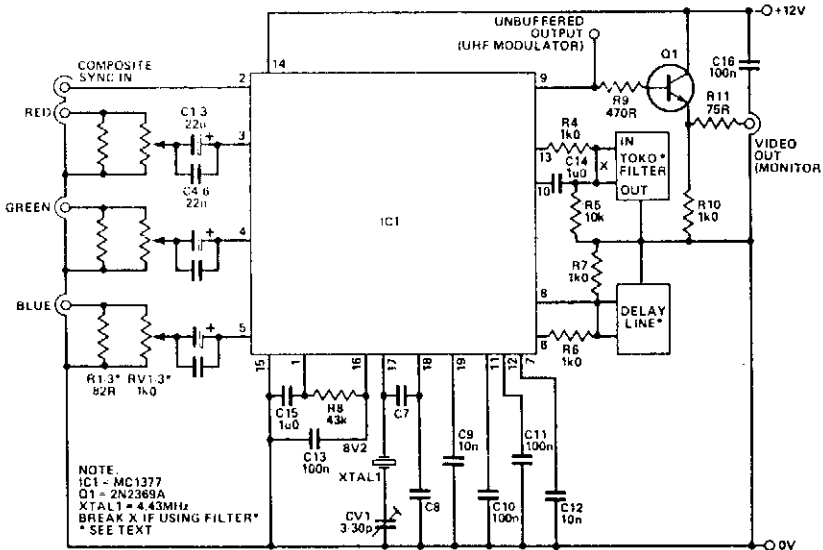 UNBUFFERED
OUTPUT
(UHF MODULATOR)
+12V
Q1
C16
100n
14
COMPOSITE
SYNC IN
2
9
R9
470R
R11
75R
RED
C1-3
22u
3
C4-6
22n
R4
1k0
13
C14
1u0
X
IN
TOKO*
FILTER
OUT
VIDEO
OUT
(MONITOR
10
R5
10k
R10
1k0
IC1
GREEN
4
R7
1k0
BLUE
5
8
DELAY
LINE*
8
R6
1k0
R1-3*
82R
RV1-3*
1k0
15
1
16
17
18
19
11
12
7
C15
1u0
R8
43k
C7
C13
100n
8V2
C9
10n
C11
100n
XTAL1
CV1
3-30p
C8
C10
100n
C12
10n
NOTE.
IC1 = MC1377
Q1 = 2N2369A
XTAL1 = 4.43MHz
BREAK X IF USING FILTER*
* SEE TEXT
0V